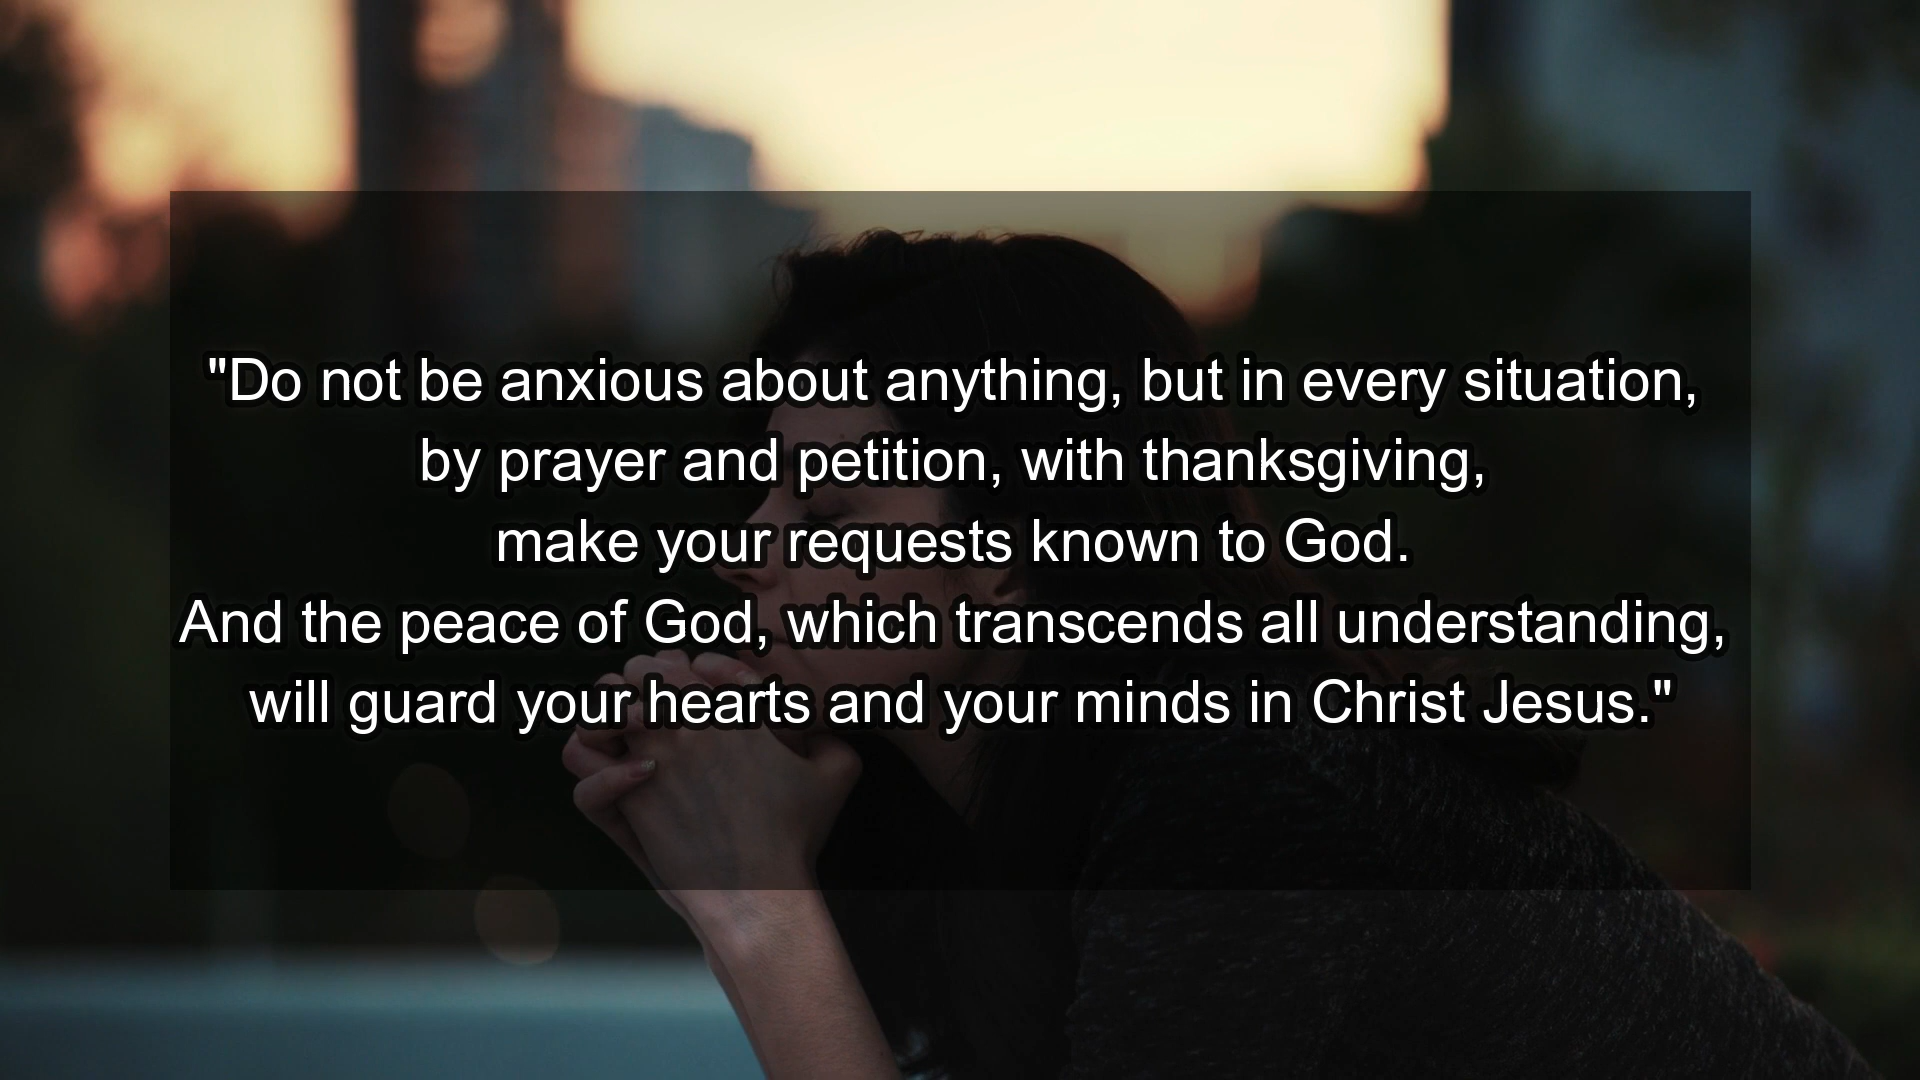 "Do not be anxious about anything, but in every situation,
by prayer and petition, with thanksgiving,
make your requests known to God.
And the peace of God, which transcends all understanding,
will guard your hearts and your minds in Christ Jesus."